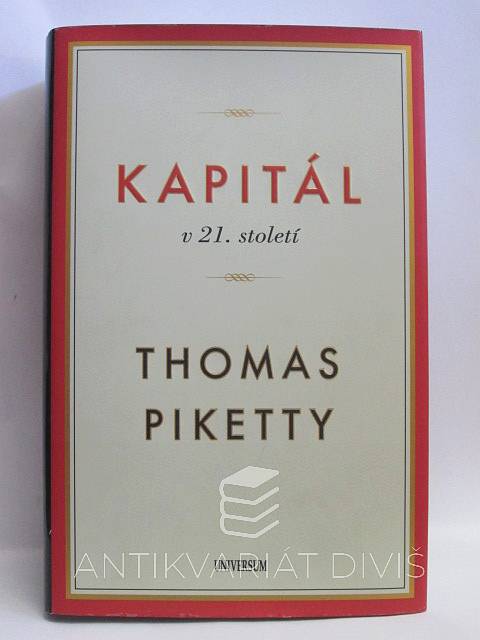 KAPITÁL
v 21. století
THOMAS
PIKETTY
UNIVERSUM
ANTIKVARIÁT DIVIŠ